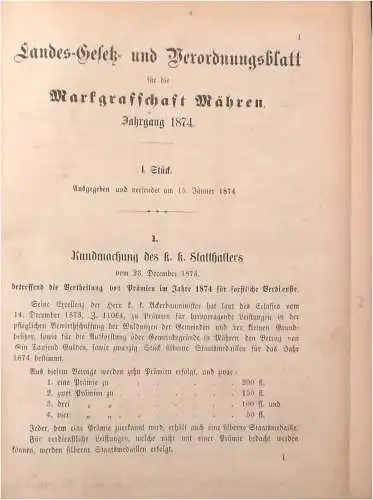 1
Landes-Gesetz- und Verordnungsblatt
für die
Markgrafschaft Mähren.
Jahrgang 1874.
I. Stück.
Ausgegeben und versendet am 15. Jänner 1874
1.
Kundmachung des k. k. Statthalters
vom 23. December 1873,
betreffend die Vertheilung von Prämien im Jahre 1874 für forstliche Verdienste.
Seine Excellenz der Herr k. k. Ackerbauminister hat laut des Erlasses vom
14. December 1873, Z. 11064, zu Prämien für hervorragende Leistungen in der
pfleglichen Bewirthschaftung der Waldungen der Gemeinden und der kleinen Grund-
besitzer, sowie für die Aufforstung öder Gemeindegründe in Mähren den Betrag von
Ein Tausend Gulden, sowie zwanzig Stück silberne Staatsmedaillen für das Jahr
1874 bestimmt.
Aus diesem Betrage werden zehn Prämien erfolgt, und zwar:
1. eine Prämie zu . . . . 200 fl.
2. zwei Prämien zu . . . . 150 fl.
3. drei „ „ . . . . 100 fl. und
4. vier „ „ . . . . 50 fl.
Jedem, dem eine Prämie zuerkannt wird, erhält auch eine silberne Staatsmedaille.
Für verdienstliche Leistungen, welche nicht mit einer Prämie bedacht werden
können, werden silberne Staatsmedaillen erfolgt.
1